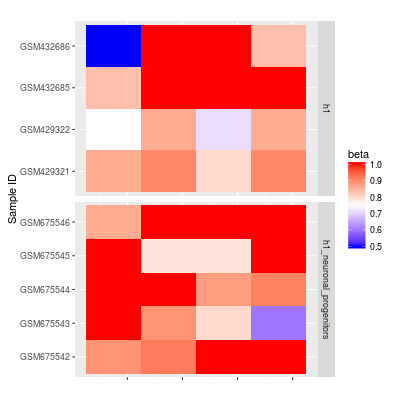 GSM432686
GSM432685
GSM429322
GSM429321
h1
GSM675546
GSM675545
GSM675544
GSM675543
GSM675542
h1_neuronal_progenitors
Sample ID
beta
1.0
0.9
0.8
0.7
0.6
0.5